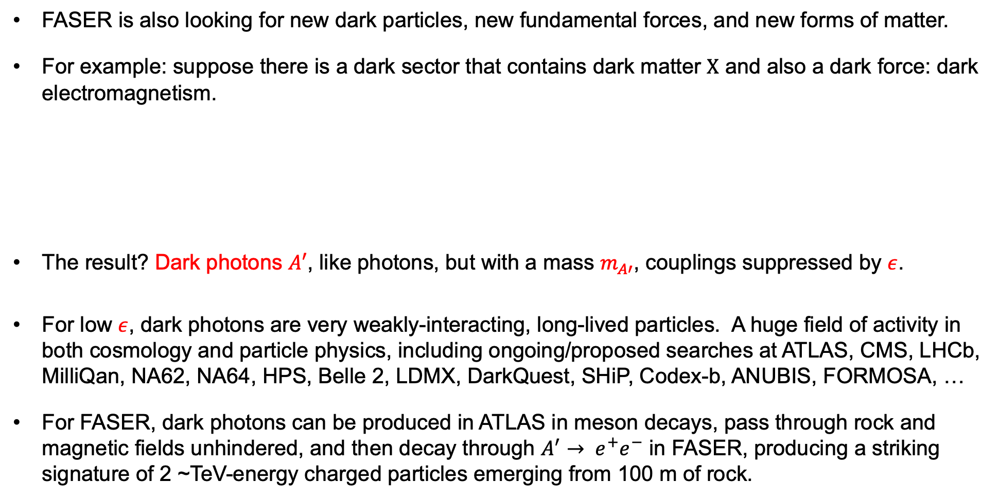 • FASER is also looking for new dark particles, new fundamental forces, and new forms of matter.
• For example: suppose there is a dark sector that contains dark matter X and also a dark force: dark
electromagnetism.
• The result? Dark photons A′, like photons, but with a mass m_A′, couplings suppressed by ϵ.
• For low ϵ, dark photons are very weakly-interacting, long-lived particles.  A huge field of activity in
both cosmology and particle physics, including ongoing/proposed searches at ATLAS, CMS, LHCb,
MilliQan, NA62, NA64, HPS, Belle 2, LDMX, DarkQuest, SHiP, Codex-b, ANUBIS, FORMOSA, …
• For FASER, dark photons can be produced in ATLAS in meson decays, pass through rock and
magnetic fields unhindered, and then decay through A′ → e⁺e⁻ in FASER, producing a striking
signature of 2 ~TeV-energy charged particles emerging from 100 m of rock.